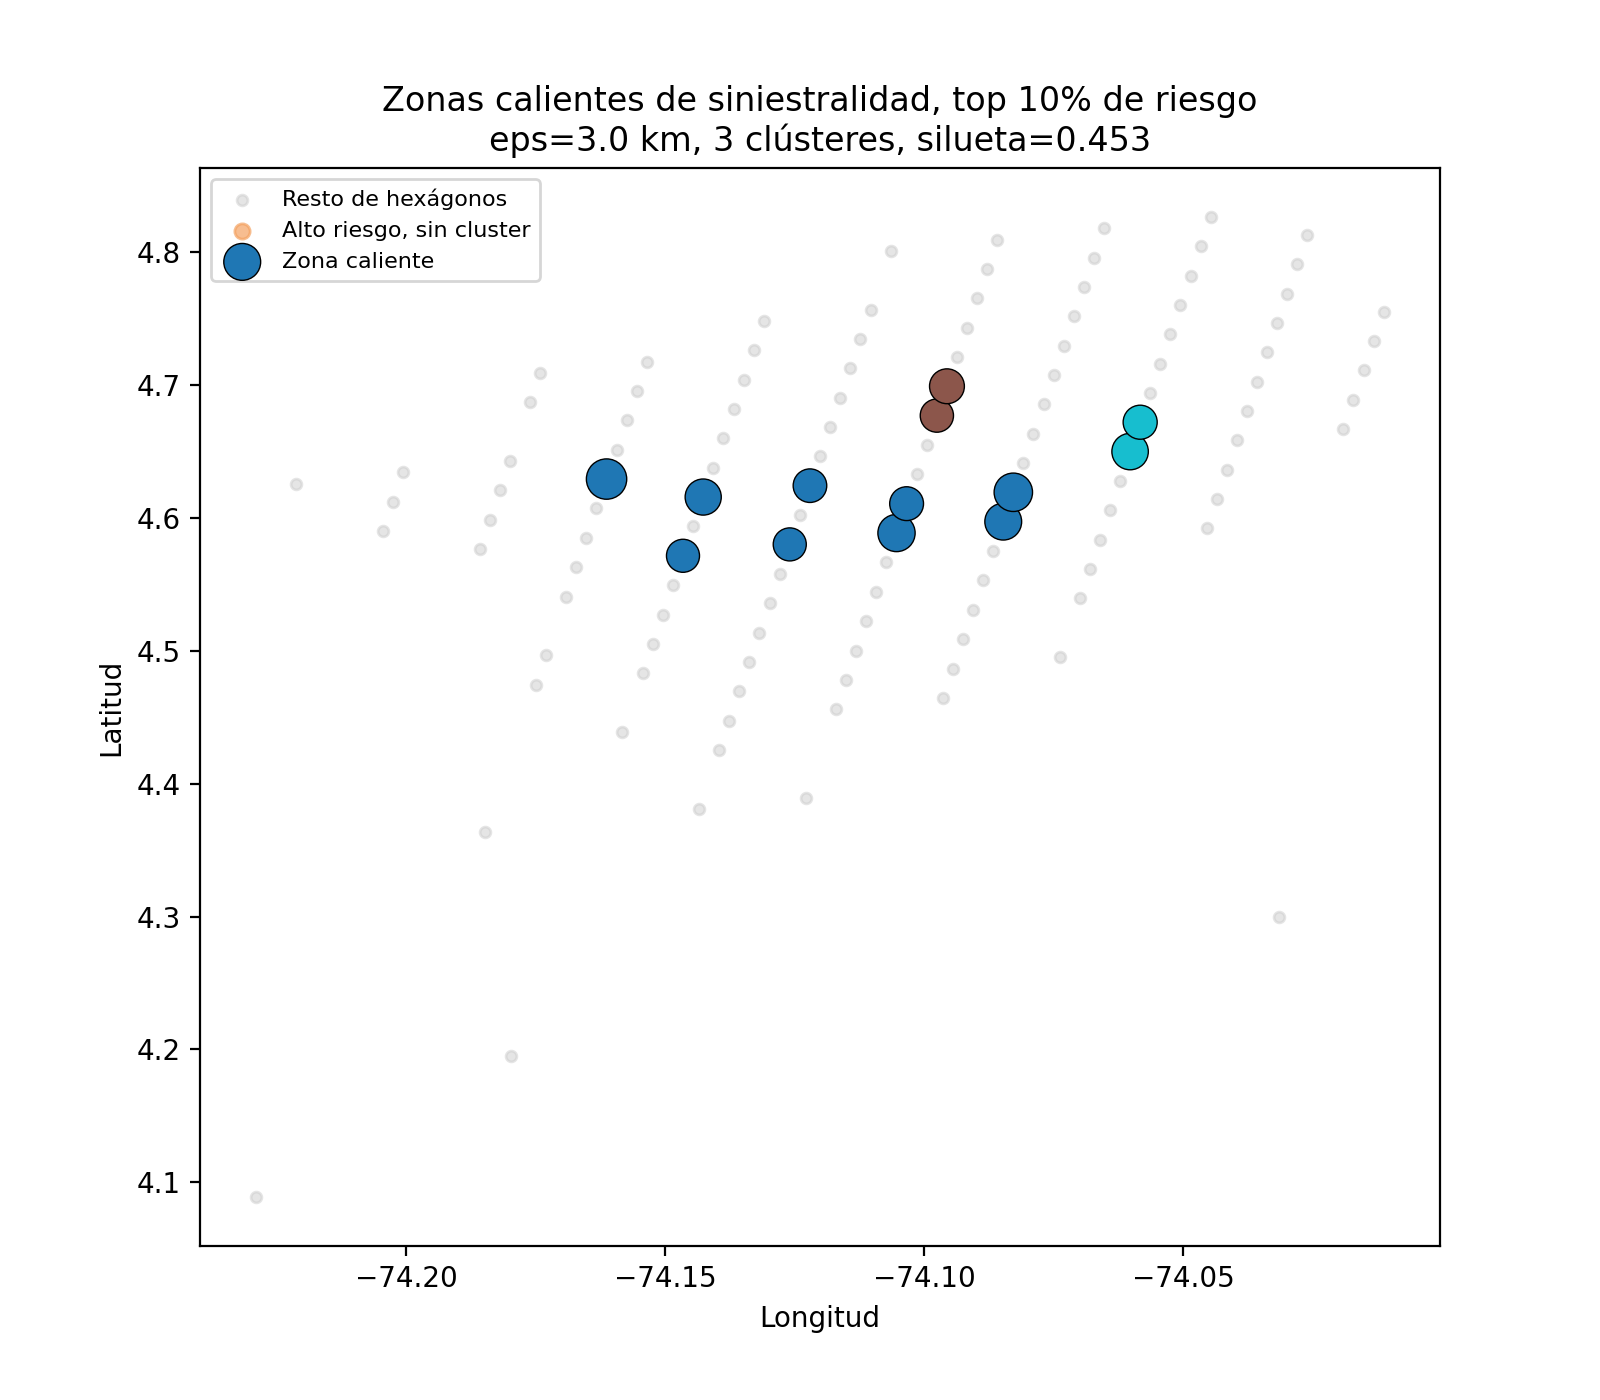 Zonas calientes de siniestralidad, top 10% de riesgo
eps=3.0 km, 3 clústeres, silueta=0.453
Resto de hexágonos
Alto riesgo, sin cluster
Zona caliente
4.8
4.7
4.6
4.5
4.4
4.3
4.2
4.1
Latitud
−74.20
−74.15
−74.10
−74.05
Longitud